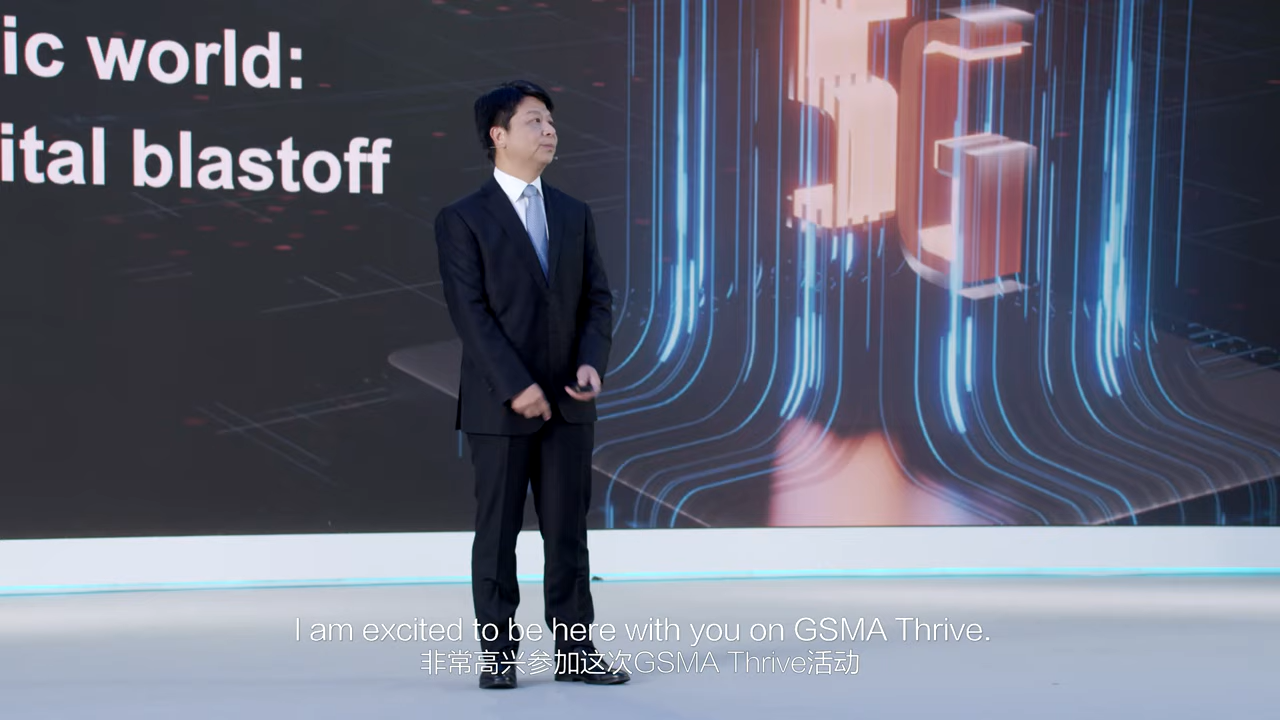 ic world:
ital blastoff
5G
I am excited to be here with you on GSMA Thrive.
非常高兴参加这次GSMA Thrive活动